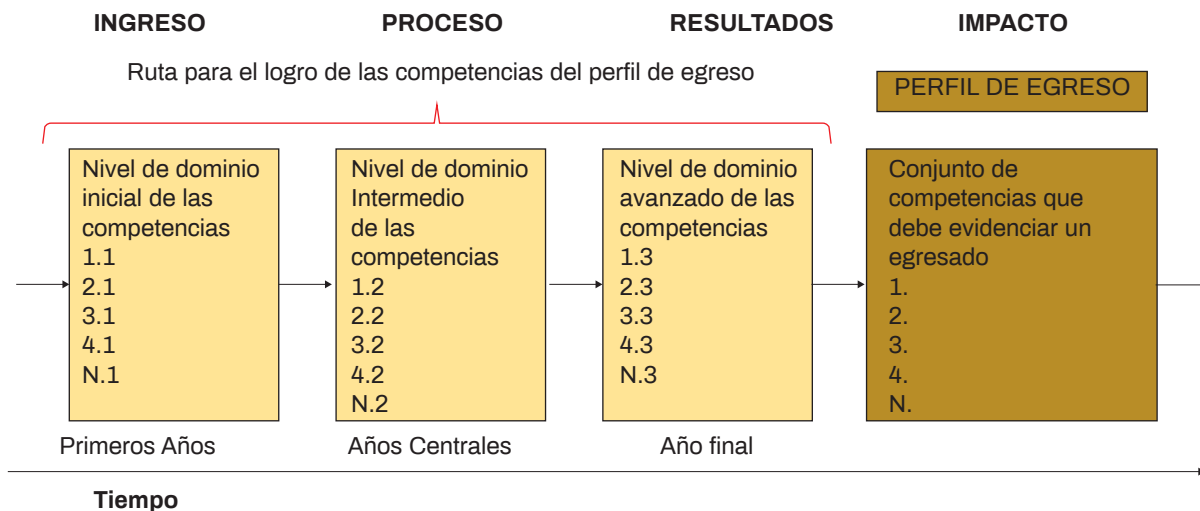 INGRESO PROCESO RESULTADOS IMPACTO
Ruta para el logro de las competencias del perfil de egreso
PERFIL DE EGRESO
Nivel de dominio
inicial de las
competencias
1.1
2.1
3.1
4.1
N.1
Primeros Años
Nivel de dominio
Intermedio
de las
competencias
1.2
2.2
3.2
4.2
N.2
Años Centrales
Nivel de dominio
avanzado de las
competencias
1.3
2.3
3.3
4.3
N.3
Año final
Conjunto de
competencias que
debe evidenciar un
egresado
1.
2.
3.
4.
N.
Tiempo